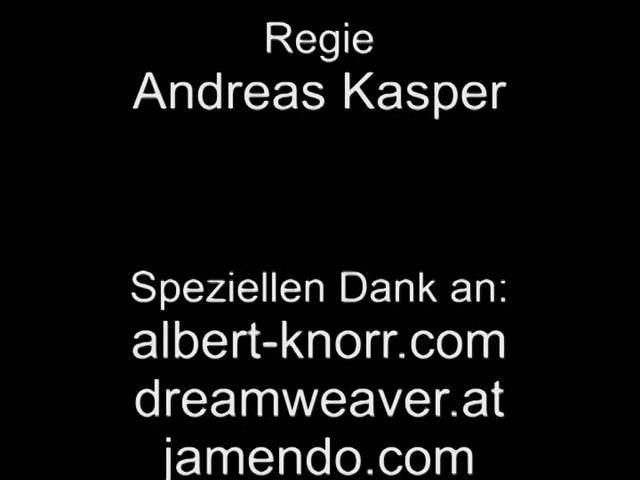 Regie
Andreas Kasper
Speziellen Dank an:
albert-knorr.com
dreamweaver.at
jamendo.com